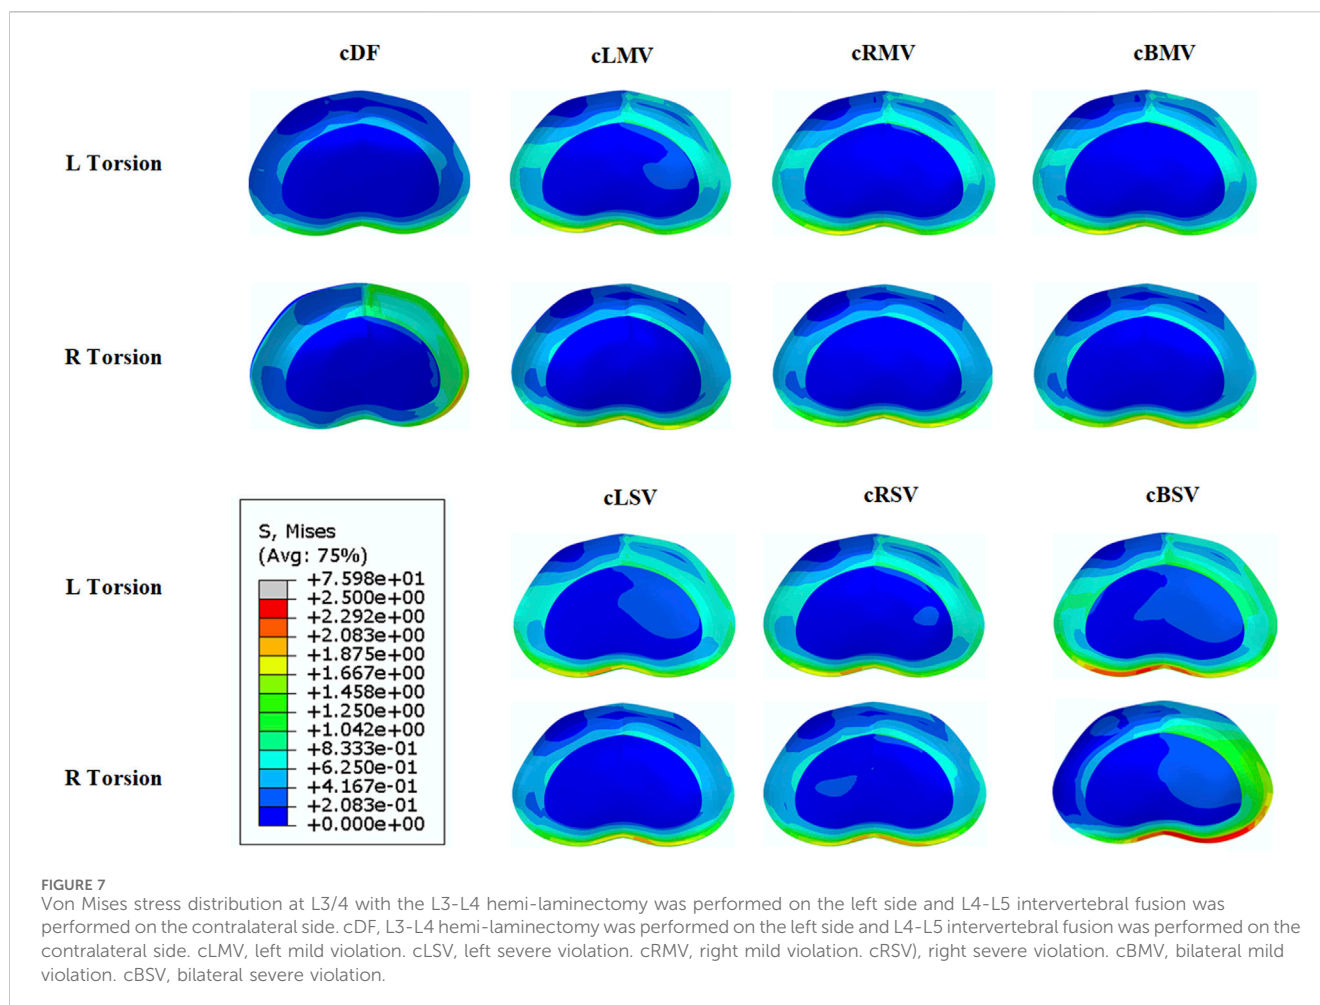 cDF cLMV cRMV cBMV
L Torsion
R Torsion
cLSV cRSV cBSV
S, Mises
(Avg: 75%)
+7.598e+01
+2.500e+00
+2.292e+00
+2.083e+00
+1.875e+00
+1.667e+00
+1.458e+00
+1.250e+00
+1.042e+00
+8.333e-01
+6.250e-01
+4.167e-01
+2.083e-01
+0.000e+00
L Torsion
R Torsion
FIGURE 7
Von Mises stress distribution at L3/4 with the L3-L4 hemi-laminectomy was performed on the left side and L4-L5 intervertebral fusion was
performed on the contralateral side. cDF, L3-L4 hemi-laminectomy was performed on the left side and L4-L5 intervertebral fusion was performed on the
contralateral side. cLMV, left mild violation. cLSV, left severe violation. cRMV, right mild violation. cRSV), right severe violation. cBMV, bilateral mild
violation. cBSV, bilateral severe violation.